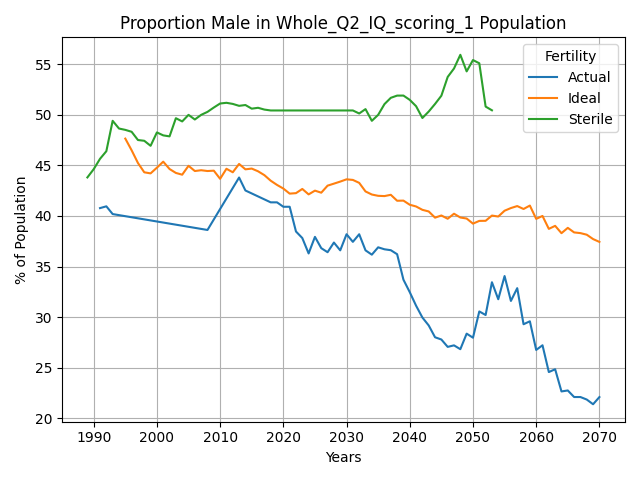 Proportion Male in Whole_Q2_IQ_scoring_1 Population
% of Population
55
50
45
40
35
30
25
20
Fertility
Actual
Ideal
Sterile
1990 2000 2010 2020 2030 2040 2050 2060 2070
Years